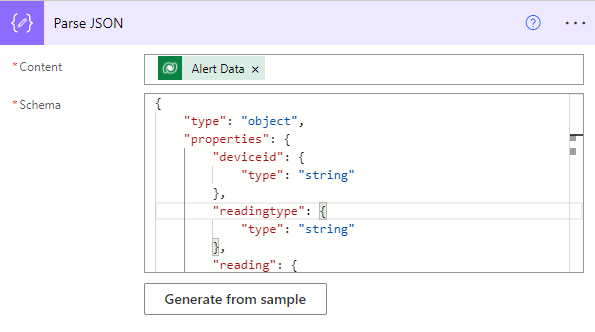 Parse JSON
*Content
Alert Data ×
*Schema
{
    "type": "object",
    "properties": {
        "deviceid": {
            "type": "string"
        },
        "readingtype": {
            "type": "string"
        },
        "reading": {
Generate from sample